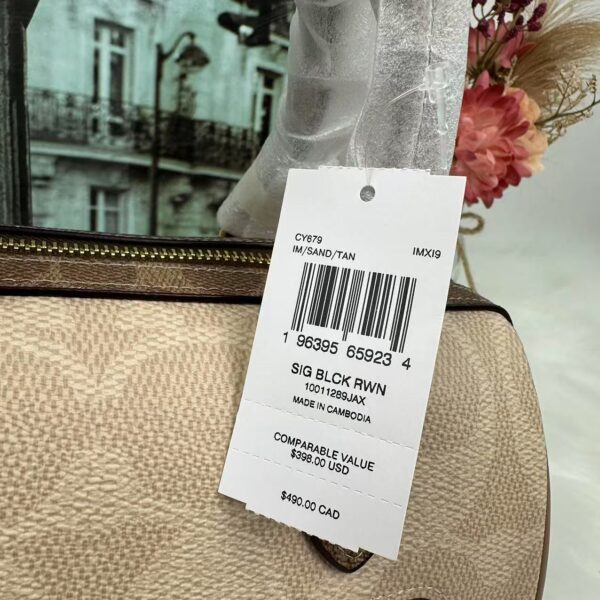 CY679
IM/SAND/TAN IMXI9
1 96395 65923 4
SIG BLCK RWN
10011289JAX
MADE IN CAMBODIA
COMPARABLE VALUE
$398.00 USD
$490.00 CAD